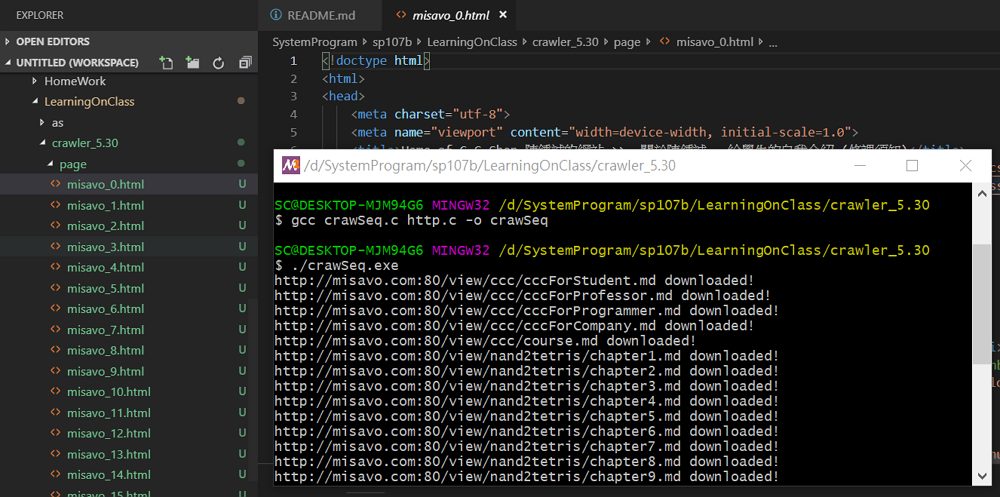 EXPLORER
OPEN EDITORS
UNTITLED (WORKSPACE)
HomeWork
LearningOnClass
as
crawler_5.30
page
misavo_0.html U
misavo_1.html U
misavo_2.html U
misavo_3.html U
misavo_4.html U
misavo_5.html U
misavo_6.html U
misavo_7.html U
misavo_8.html U
misavo_9.html U
misavo_10.html U
misavo_11.html U
misavo_12.html U
misavo_13.html U
misavo_14.html U
misavo_15.html U
README.md
misavo_0.html
SystemProgram › sp107b › LearningOnClass › crawler_5.30 › page › misavo_0.html › ...
1 <!doctype html>
2 <html>
3 <head>
4 <meta charset="utf-8">
5 <meta name="viewport" content="width=device-width, initial-scale=1.0">
6
/d/SystemProgram/sp107b/LearningOnClass/crawler_5.30
SC@DESKTOP-MJM94G6 MINGW32 /d/SystemProgram/sp107b/LearningOnClass/crawler_5.30
$ gcc crawSeq.c http.c -o crawSeq
SC@DESKTOP-MJM94G6 MINGW32 /d/SystemProgram/sp107b/LearningOnClass/crawler_5.30
$ ./crawSeq.exe
http://misavo.com:80/view/ccc/cccForStudent.md downloaded!
http://misavo.com:80/view/ccc/cccForProfessor.md downloaded!
http://misavo.com:80/view/ccc/cccForProgrammer.md downloaded!
http://misavo.com:80/view/ccc/cccForCompany.md downloaded!
http://misavo.com:80/view/ccc/course.md downloaded!
http://misavo.com:80/view/nand2tetris/chapter1.md downloaded!
http://misavo.com:80/view/nand2tetris/chapter2.md downloaded!
http://misavo.com:80/view/nand2tetris/chapter3.md downloaded!
http://misavo.com:80/view/nand2tetris/chapter4.md downloaded!
http://misavo.com:80/view/nand2tetris/chapter5.md downloaded!
http://misavo.com:80/view/nand2tetris/chapter6.md downloaded!
http://misavo.com:80/view/nand2tetris/chapter7.md downloaded!
http://misavo.com:80/view/nand2tetris/chapter8.md downloaded!
http://misavo.com:80/view/nand2tetris/chapter9.md downloaded!